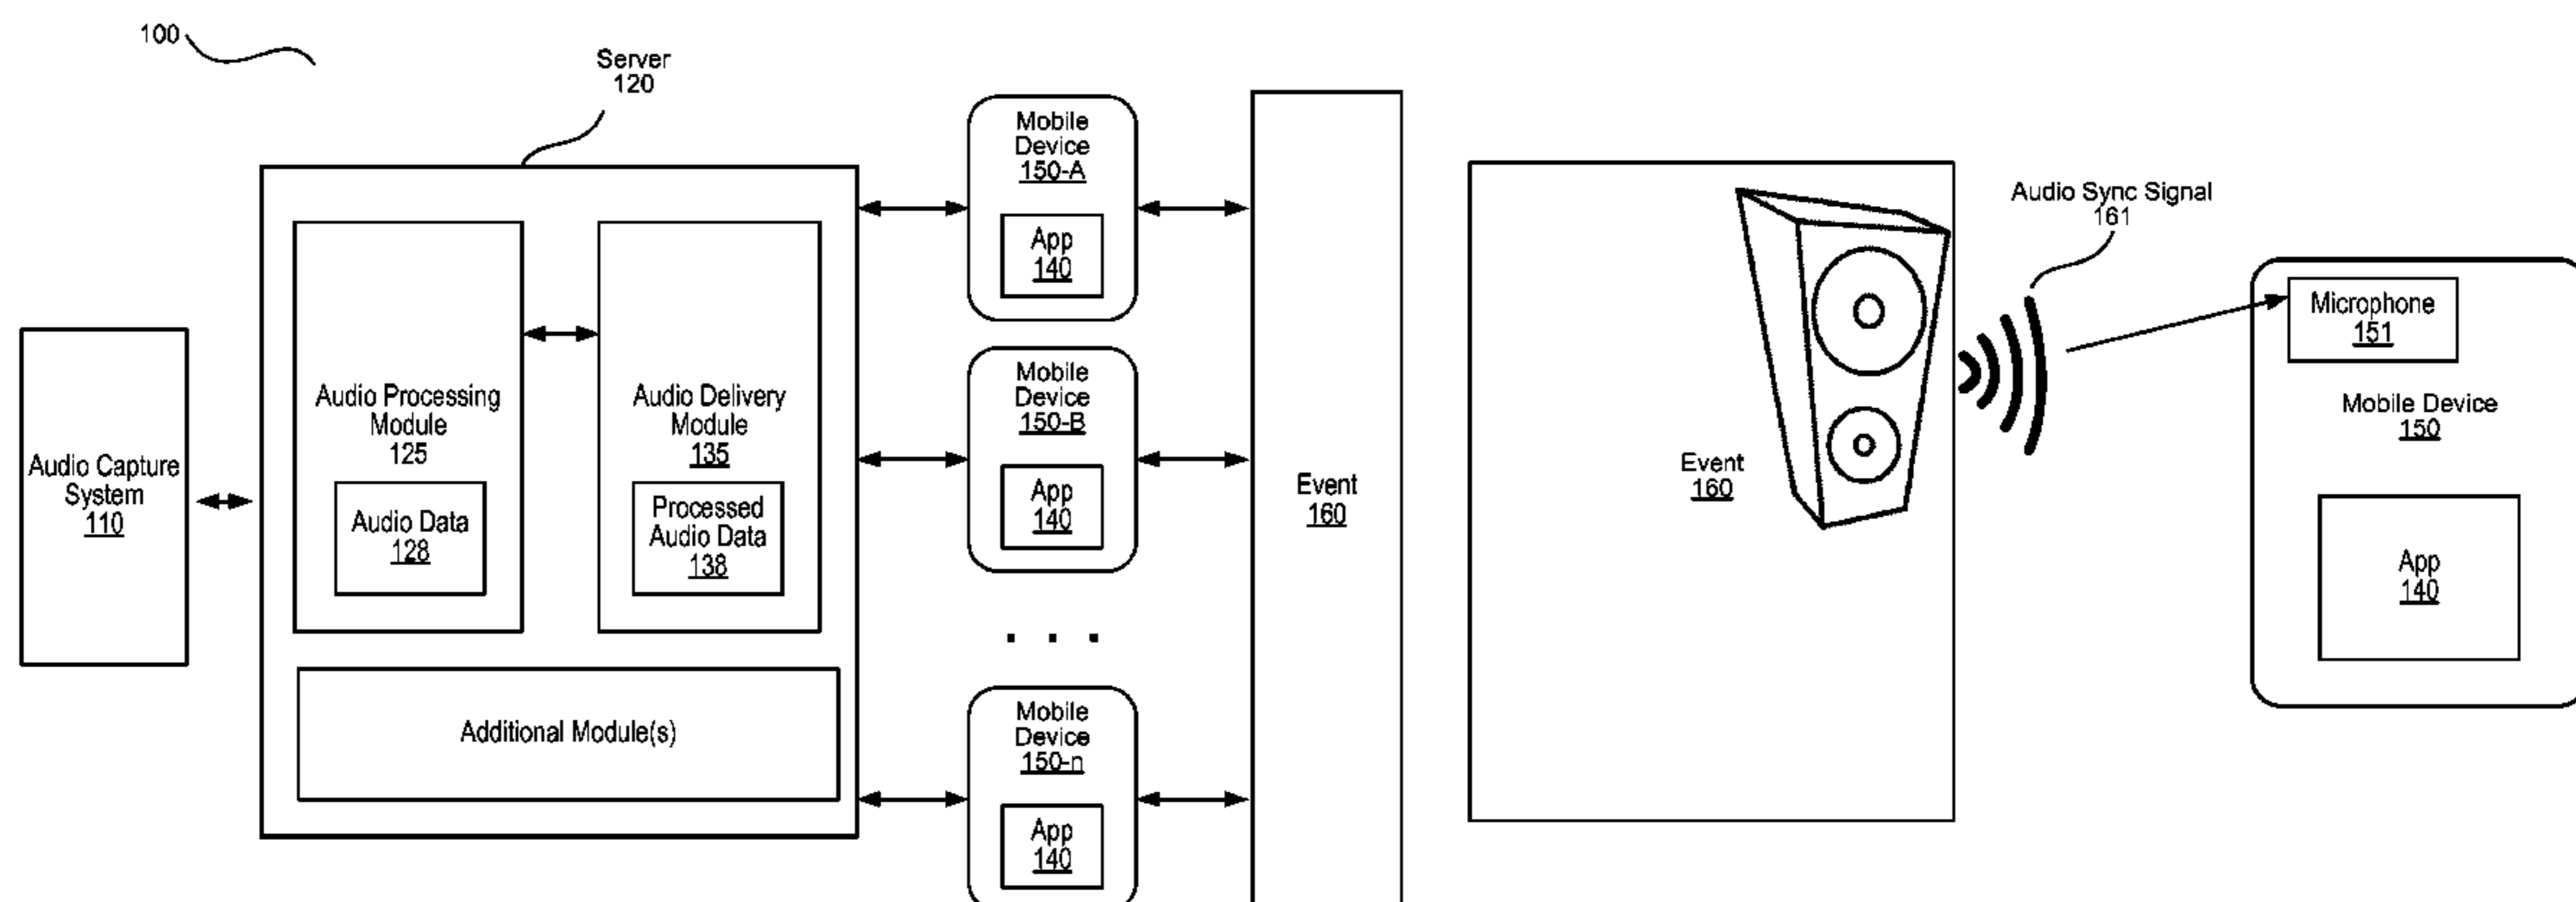 100
Server
120
Audio Capture
System
110
Audio Processing
Module
125
Audio Data
128
Audio Delivery
Module
135
Processed
Audio Data
138
Additional Module(s)
Mobile
Device
150-A
App
140
Mobile
Device
150-B
App
140
. . .
Mobile
Device
150-n
App
140
Event
160
Event
160
Audio Sync Signal
161
Microphone
151
Mobile Device
150
App
140